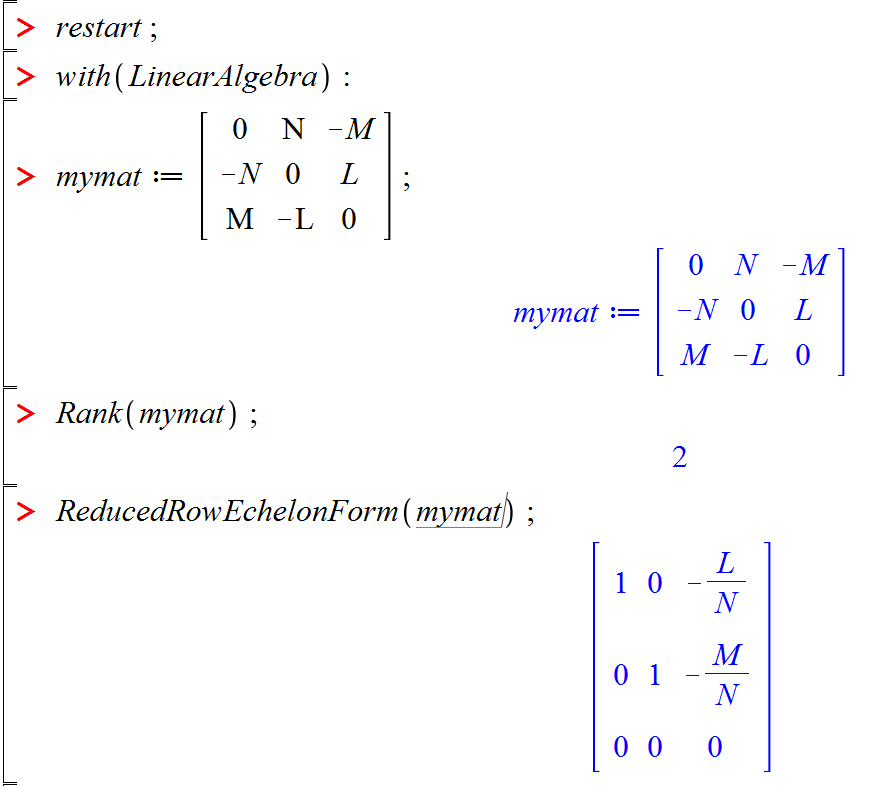 > restart ;
> with(LinearAlgebra) :
0 N −M
> mymat := −N 0 L ;
M −L 0
0 N −M
mymat := −N 0 L
M −L 0
> Rank(mymat) ;
2
> ReducedRowEchelonForm(mymat) ;
1 0 −L/N
0 1 −M/N
0 0 0